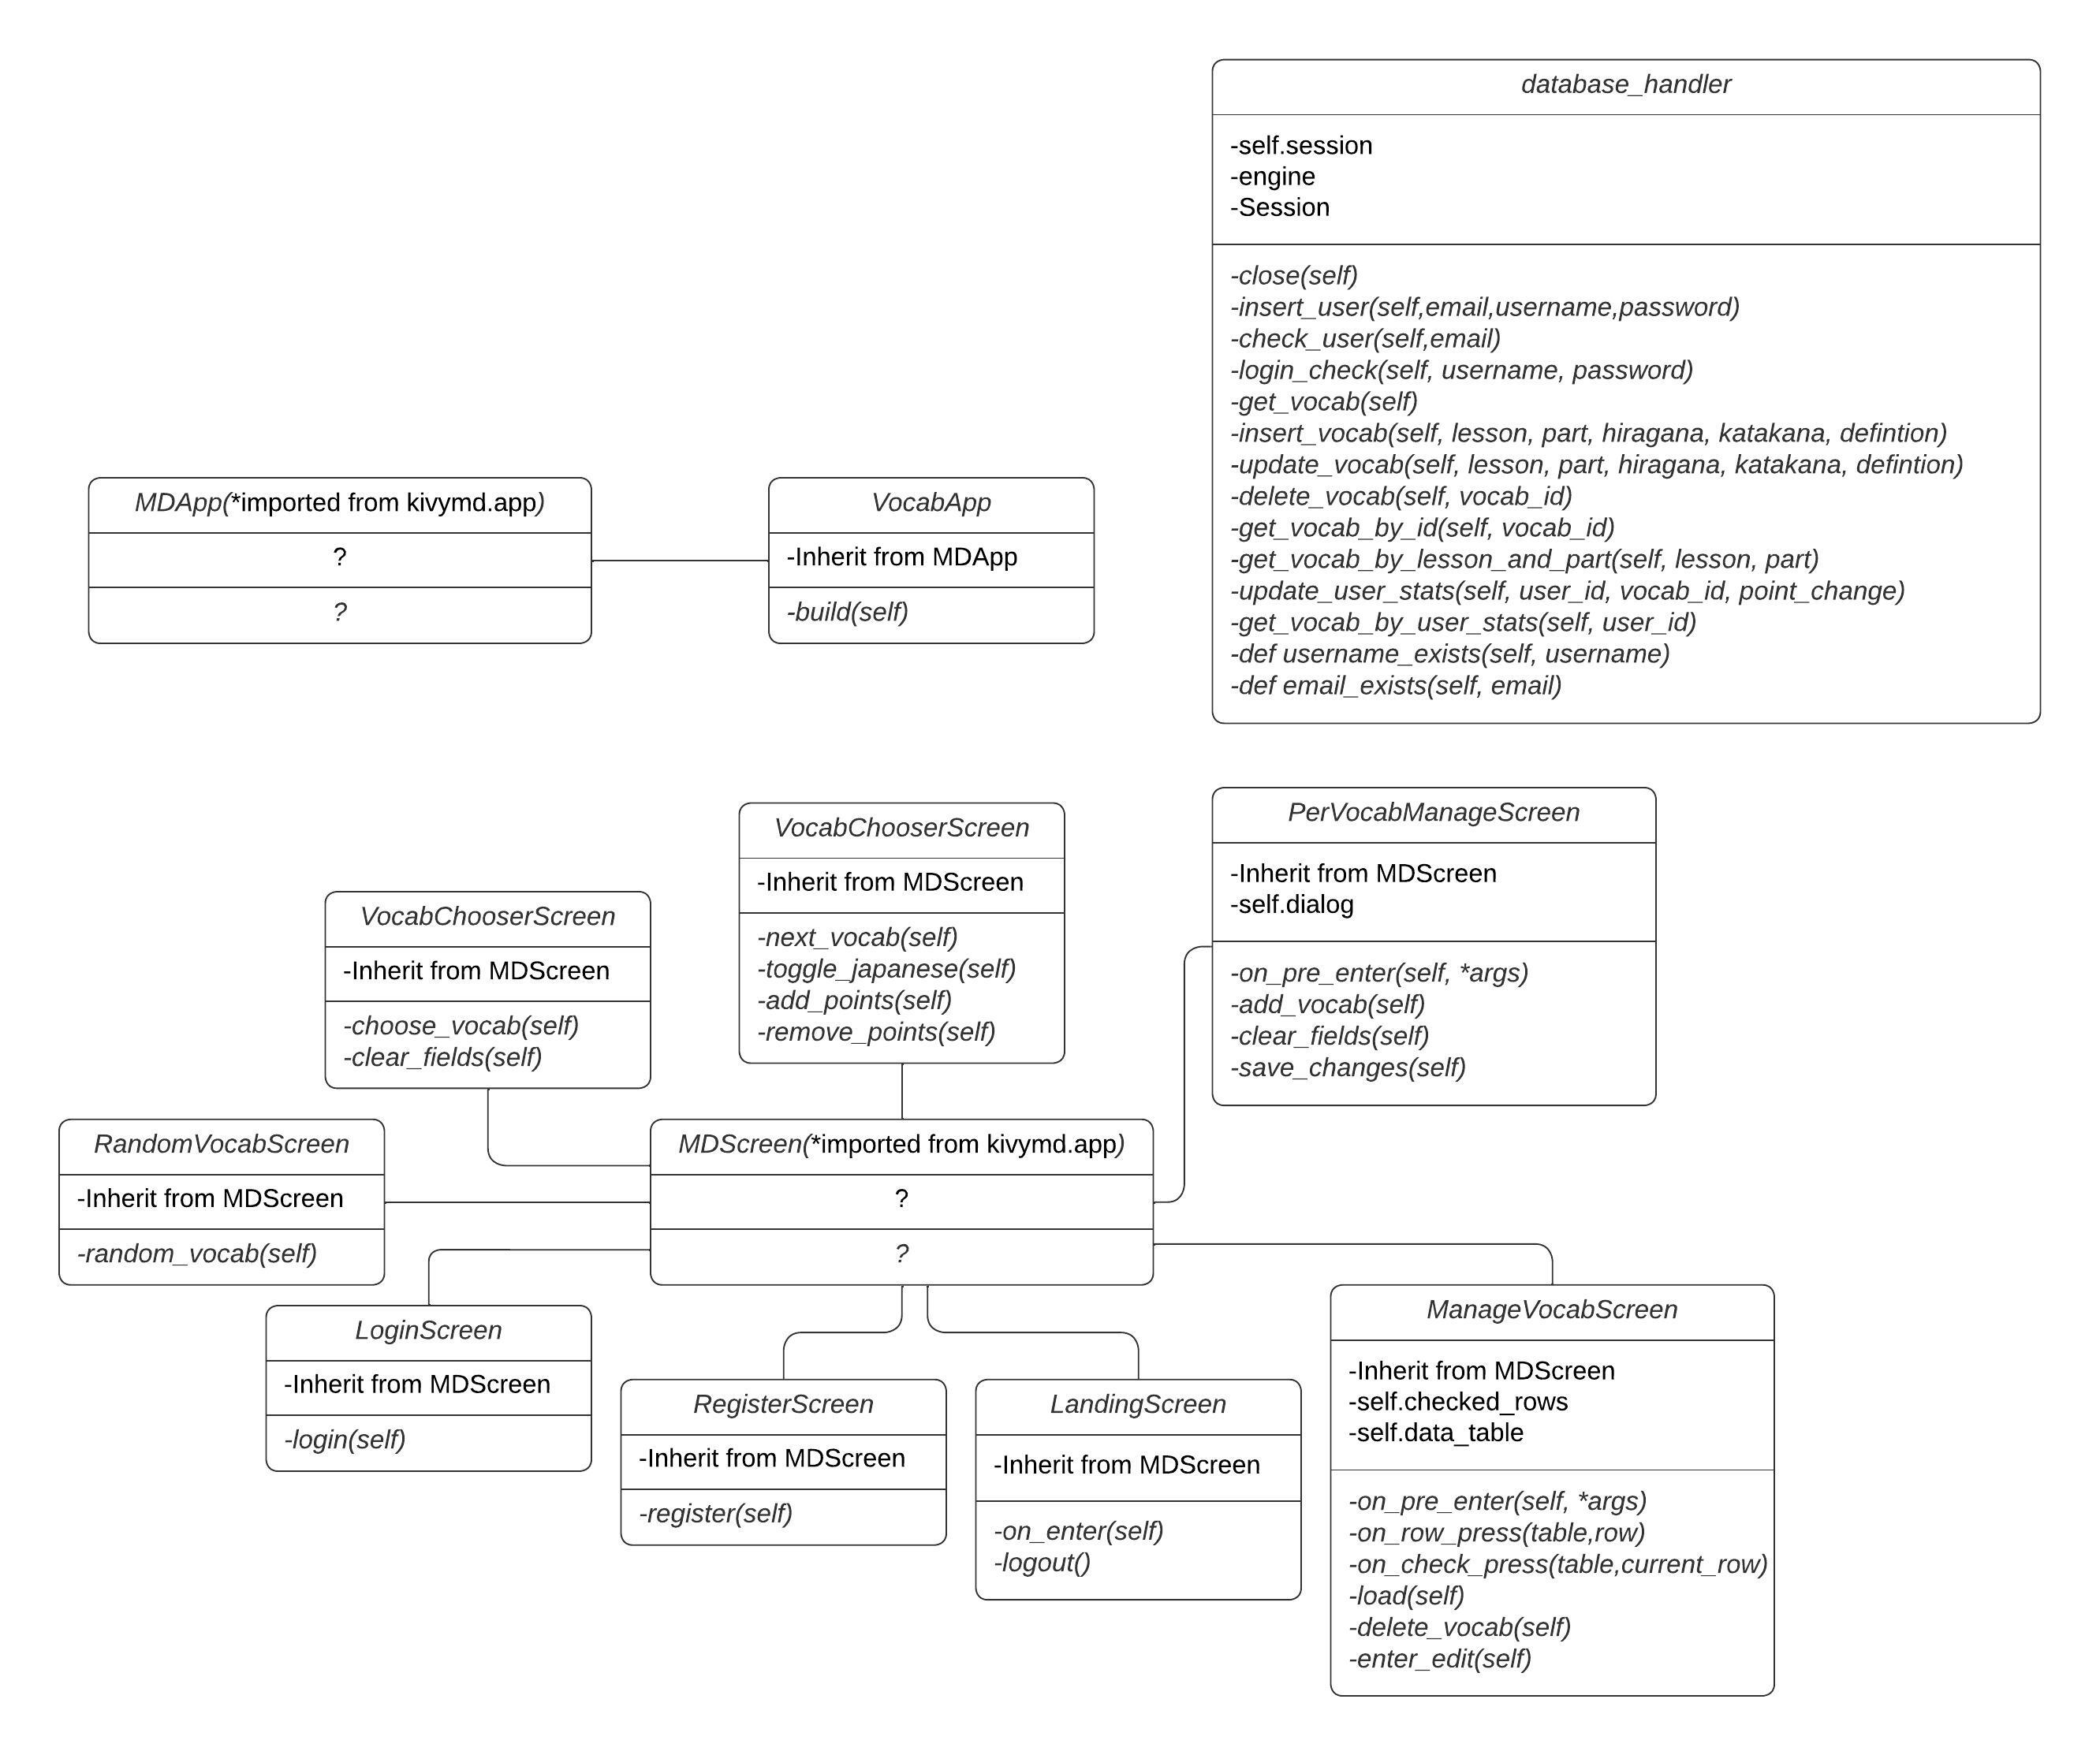 database_handler
-self.session
-engine
-Session
-close(self)
-insert_user(self,email,username,password)
-check_user(self,email)
-login_check(self, username, password)
-get_vocab(self)
-insert_vocab(self, lesson, part, hiragana, katakana, defintion)
-update_vocab(self, lesson, part, hiragana, katakana, defintion)
-delete_vocab(self, vocab_id)
-get_vocab_by_id(self, vocab_id)
-get_vocab_by_lesson_and_part(self, lesson, part)
-update_user_stats(self, user_id, vocab_id, point_change)
-get_vocab_by_user_stats(self, user_id)
-def username_exists(self, username)
-def email_exists(self, email)
MDApp(*imported from kivymd.app)
?
?
VocabApp
-Inherit from MDApp
-build(self)
VocabChooserScreen
-Inherit from MDScreen
-next_vocab(self)
-toggle_japanese(self)
-add_points(self)
-remove_points(self)
PerVocabManageScreen
-Inherit from MDScreen
-self.dialog
-on_pre_enter(self, *args)
-add_vocab(self)
-clear_fields(self)
-save_changes(self)
VocabChooserScreen
-Inherit from MDScreen
-choose_vocab(self)
-clear_fields(self)
RandomVocabScreen
-Inherit from MDScreen
-random_vocab(self)
MDScreen(*imported from kivymd.app)
?
?
LoginScreen
-Inherit from MDScreen
-login(self)
RegisterScreen
-Inherit from MDScreen
-register(self)
LandingScreen
-Inherit from MDScreen
-on_enter(self)
-logout()
ManageVocabScreen
-Inherit from MDScreen
-self.checked_rows
-self.data_table
-on_pre_enter(self, *args)
-on_row_press(table,row)
-on_check_press(table,current_row)
-load(self)
-delete_vocab(self)
-enter_edit(self)